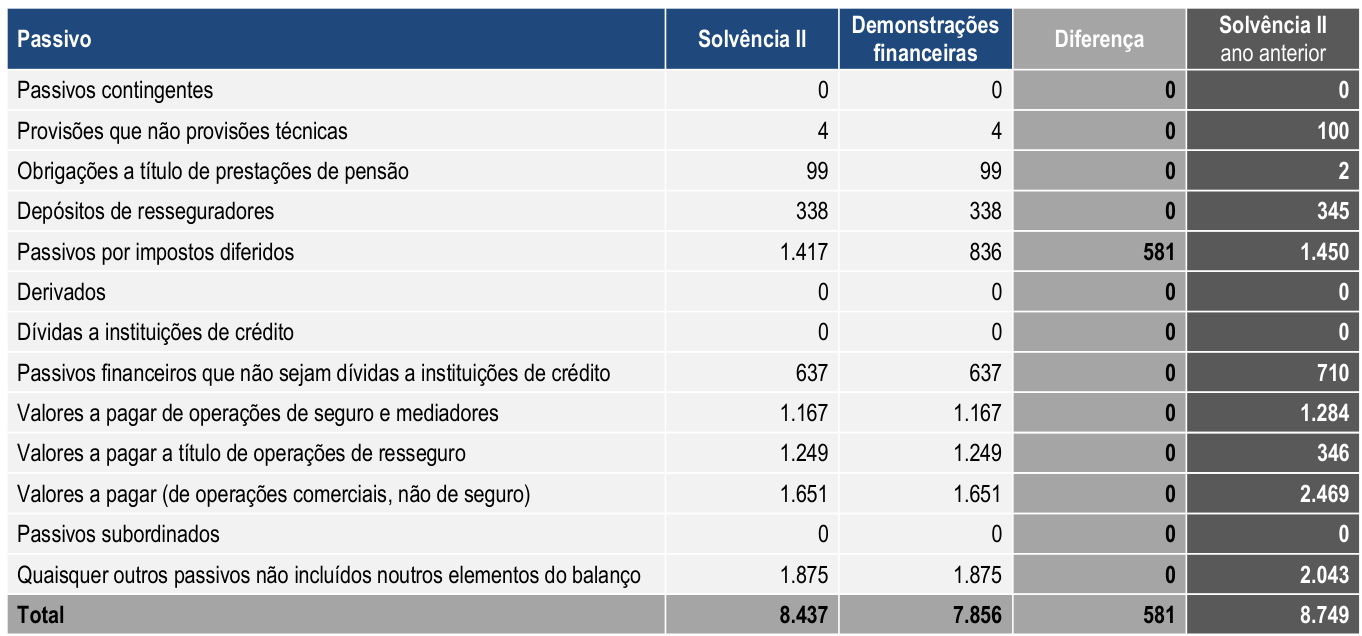 Passivo Solvência II Demonstrações financeiras Diferença Solvência II ano anterior
Passivos contingentes 0 0 0 0
Provisões que não provisões técnicas 4 4 0 100
Obrigações a título de prestações de pensão 99 99 0 2
Depósitos de resseguradores 338 338 0 345
Passivos por impostos diferidos 1.417 836 581 1.450
Derivados 0 0 0 0
Dívidas a instituições de crédito 0 0 0 0
Passivos financeiros que não sejam dívidas a instituições de crédito 637 637 0 710
Valores a pagar de operações de seguro e mediadores 1.167 1.167 0 1.284
Valores a pagar a título de operações de resseguro 1.249 1.249 0 346
Valores a pagar (de operações comerciais, não de seguro) 1.651 1.651 0 2.469
Passivos subordinados 0 0 0 0
Quaisquer outros passivos não incluídos noutros elementos do balanço 1.875 1.875 0 2.043
Total 8.437 7.856 581 8.749